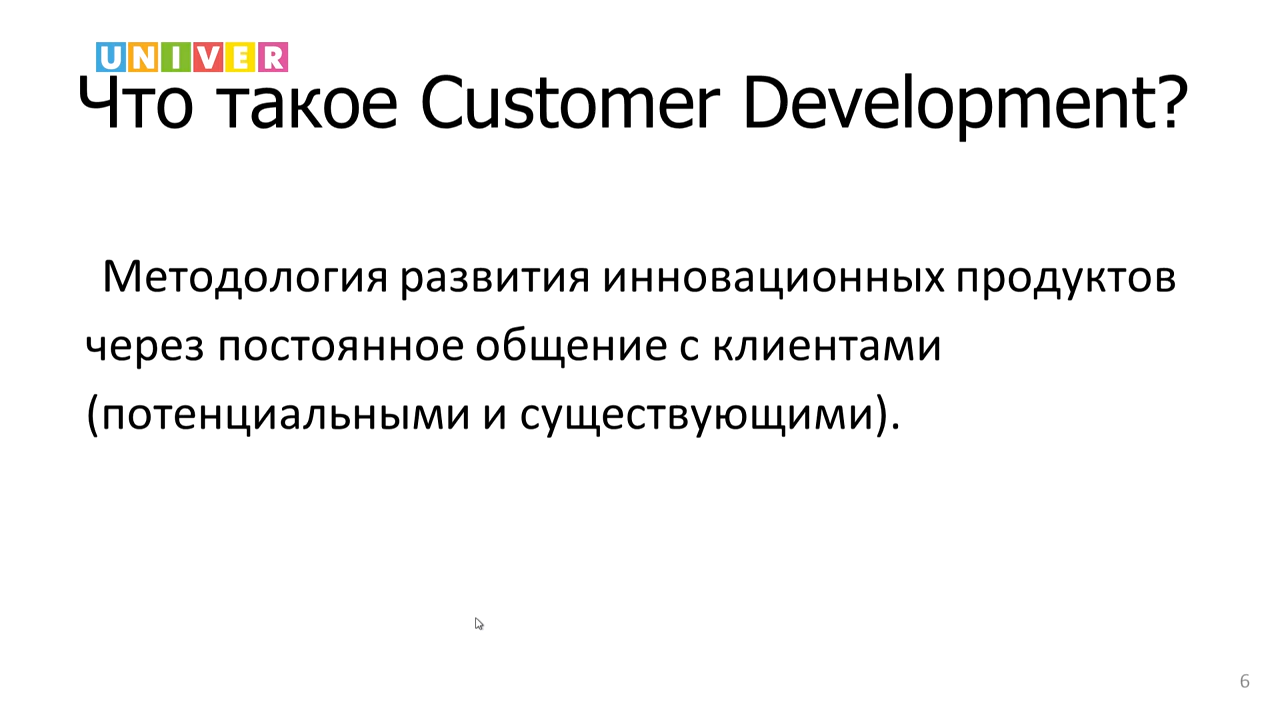 UNIVER
Что такое Customer Development?
Методология развития инновационных продуктов
через постоянное общение с клиентами
(потенциальными и существующими).
6